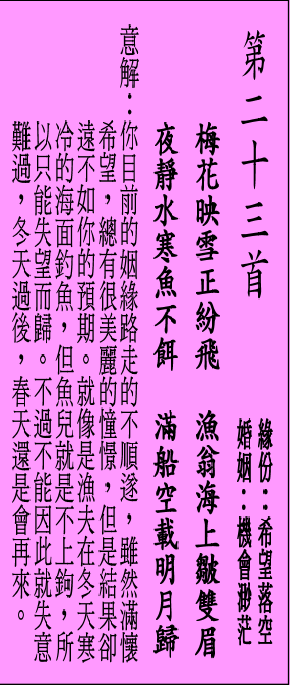 第二十三首
緣份：希望落空
婚姻：機會渺茫
梅花映雪正紛飛　漁翁海上皺雙眉
夜靜水寒魚不餌　滿船空載明月歸
意解：你目前的姻緣路走的不順遂，雖然滿懷
希望，總有很美麗的憧憬，但是結果卻
遠不如你的預期。就像是漁夫在冬天寒
冷的海面釣魚，但魚兒就是不上鉤，所
以只能失望而歸。不過不能因此就失意
難過，冬天過後，春天還是會再來。